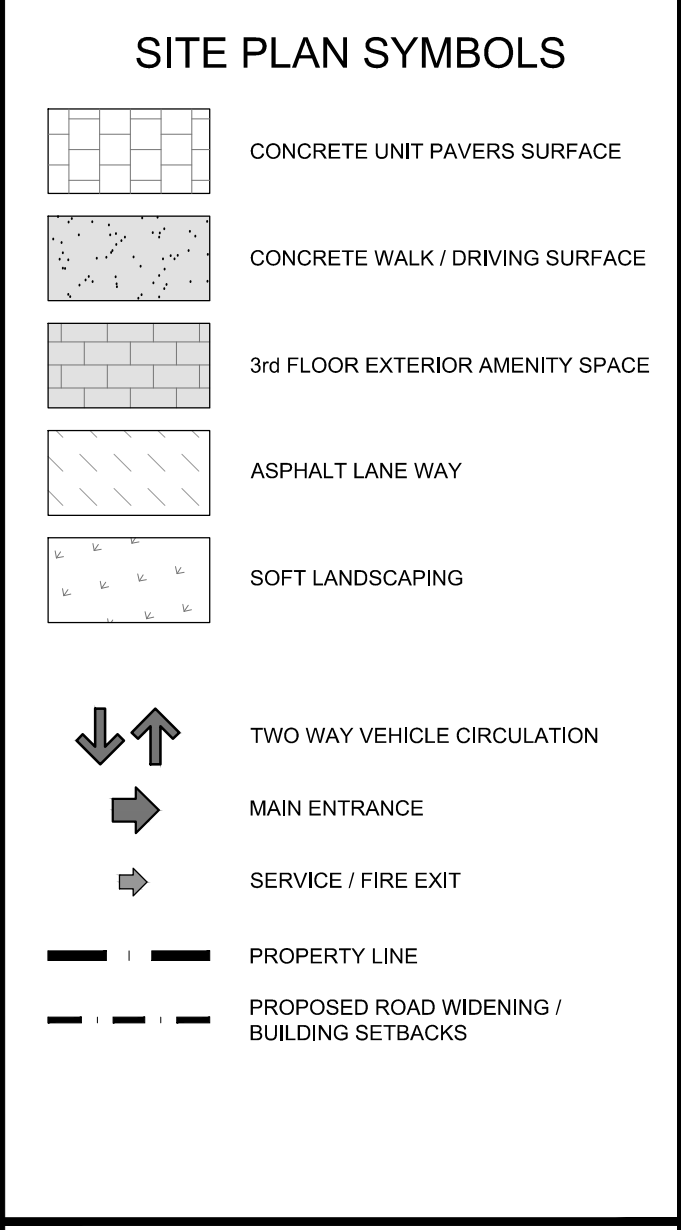 SITE PLAN SYMBOLS
CONCRETE UNIT PAVERS SURFACE
CONCRETE WALK / DRIVING SURFACE
3rd FLOOR EXTERIOR AMENITY SPACE
ASPHALT LANE WAY
SOFT LANDSCAPING
TWO WAY VEHICLE CIRCULATION
MAIN ENTRANCE
SERVICE / FIRE EXIT
PROPERTY LINE
PROPOSED ROAD WIDENING /
BUILDING SETBACKS